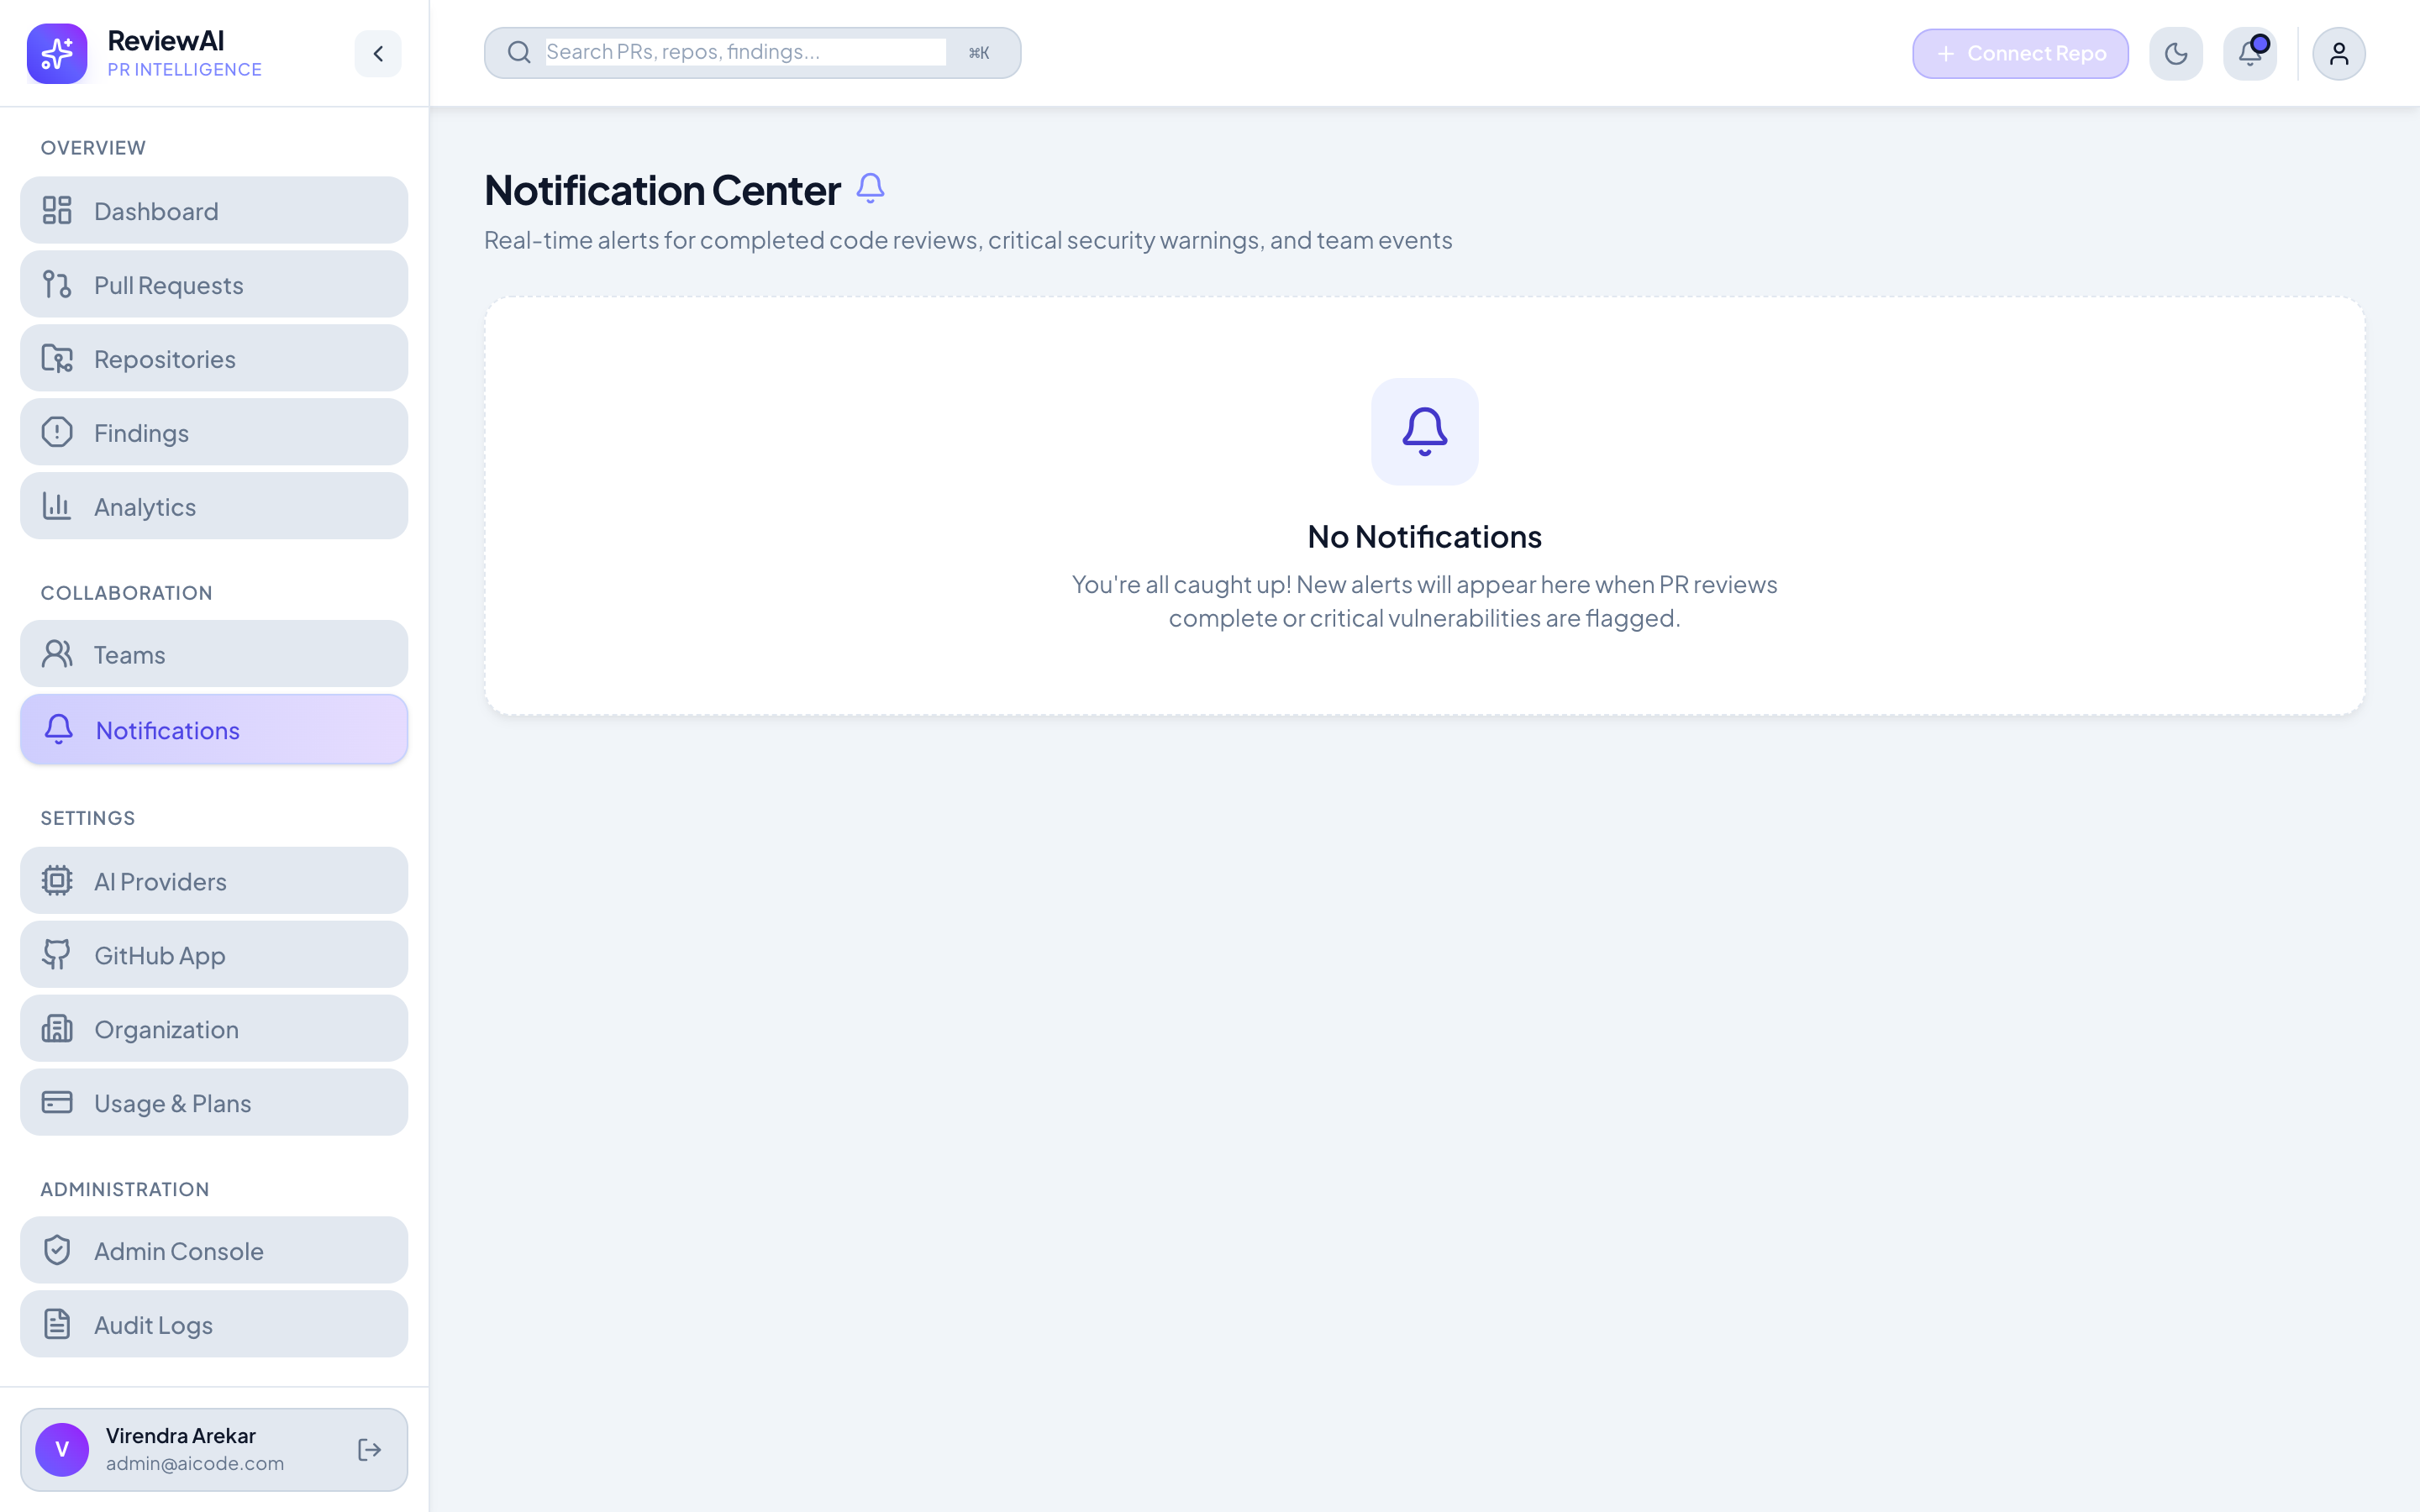 ReviewAI
PR INTELLIGENCE
Search PRs, repos, findings...
⌘K
Connect Repo
OVERVIEW
Dashboard
Pull Requests
Repositories
Findings
Analytics
COLLABORATION
Teams
Notifications
SETTINGS
AI Providers
GitHub App
Organization
Usage & Plans
ADMINISTRATION
Admin Console
Audit Logs
V
Virendra Arekar
admin@aicode.com
Notification Center
Real-time alerts for completed code reviews, critical security warnings, and team events
No Notifications
You're all caught up! New alerts will appear here when PR reviews
complete or critical vulnerabilities are flagged.